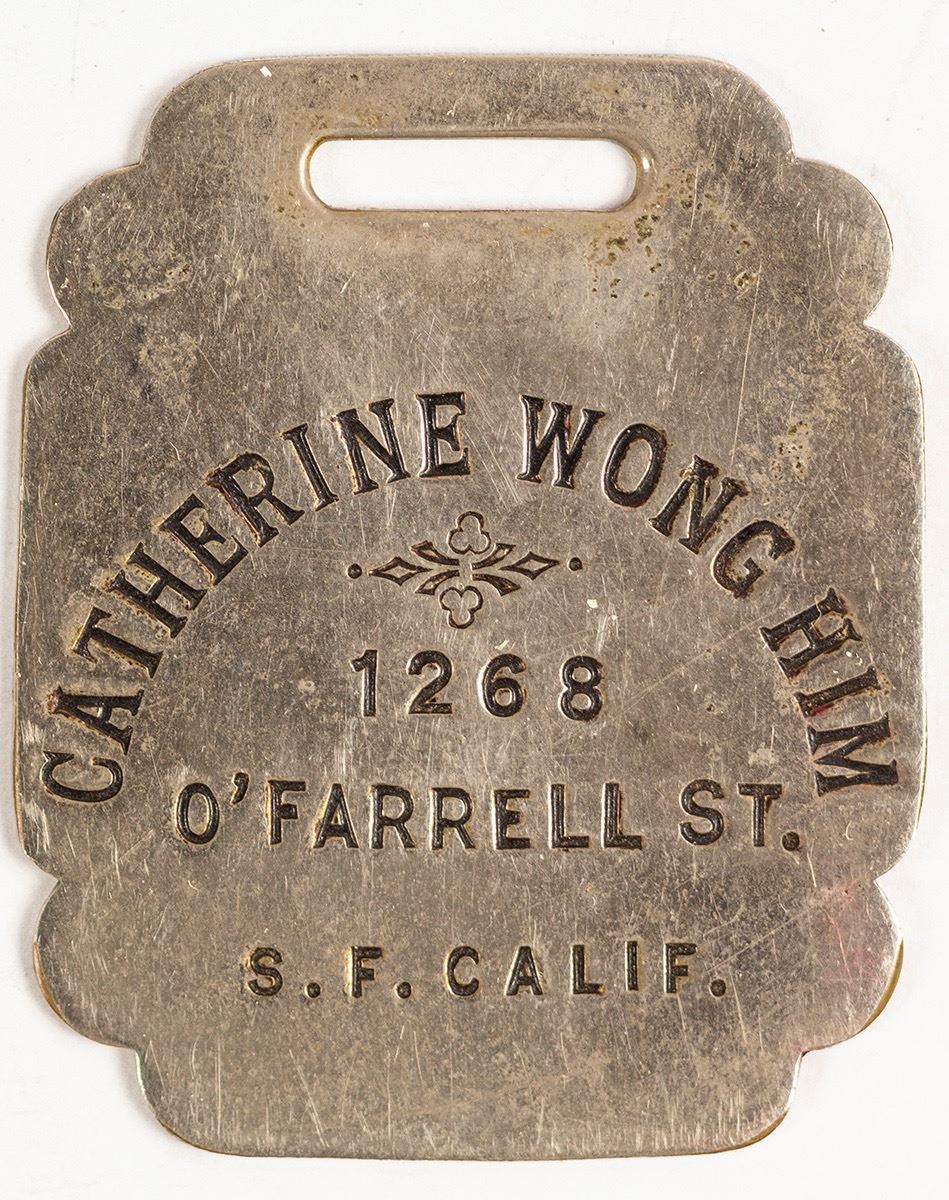 CATHERINE WONG HIM
1268
O'FARRELL ST.
S. F. CALIF.